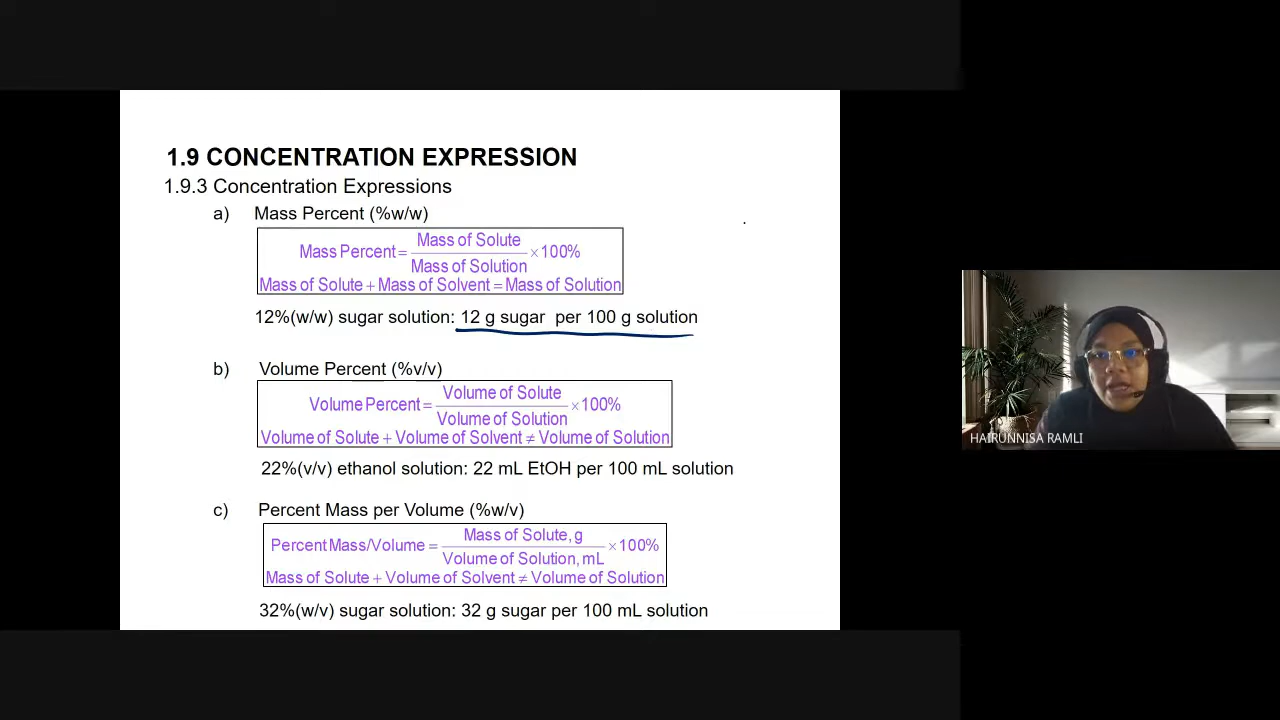 1.9 CONCENTRATION EXPRESSION
1.9.3 Concentration Expressions
a) Mass Percent (%w/w)
Mass Percent = Mass of Solute / Mass of Solution × 100%
Mass of Solute + Mass of Solvent = Mass of Solution
12%(w/w) sugar solution: 12 g sugar per 100 g solution
b) Volume Percent (%v/v)
Volume Percent = Volume of Solute / Volume of Solution × 100%
Volume of Solute + Volume of Solvent ≠ Volume of Solution
22%(v/v) ethanol solution: 22 mL EtOH per 100 mL solution
c) Percent Mass per Volume (%w/v)
Percent Mass/Volume = Mass of Solute, g / Volume of Solution, mL × 100%
Mass of Solute + Volume of Solvent ≠ Volume of Solution
32%(w/v) sugar solution: 32 g sugar per 100 mL solution
HAIRUNNISA RAMLI